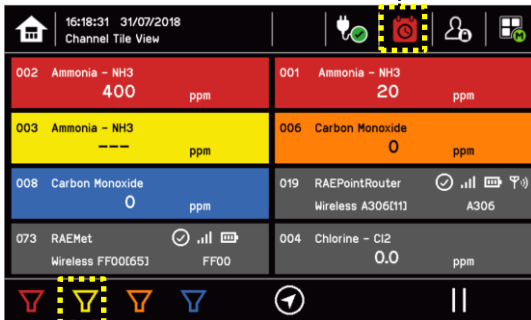 16:18:31 31/07/2018
Channel Tile View
M
002 Ammonia - NH3
400 ppm
001 Ammonia - NH3
20 ppm
003 Ammonia - NH3
--- ppm
006 Carbon Monoxide
0 ppm
008 Carbon Monoxide
0 ppm
019 RAEPointRouter
Wireless A306[11] A306
073 RAEMet
Wireless FF00[65] FF00
004 Chlorine - Cl2
0.0 ppm